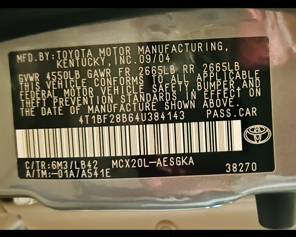 MFD.BY:TOYOTA MOTOR MANUFACTURING,
KENTUCKY, INC.09/04
GVWR 4550LB GAWR FR 2665LB RR 2665LB
THIS VEHICLE CONFORMS TO ALL APPLICABLE
FEDERAL MOTOR VEHICLE SAFETY, BUMPER, AND
THEFT PREVENTION STANDARDS IN EFFECT ON
THE DATE OF MANUFACTURE SHOWN ABOVE.
4T1BF28B64U384143 PASS.CAR
C/TR:6M3/LB42 MCX20L-AESGKA
A/TM:-01A/A541E 38270